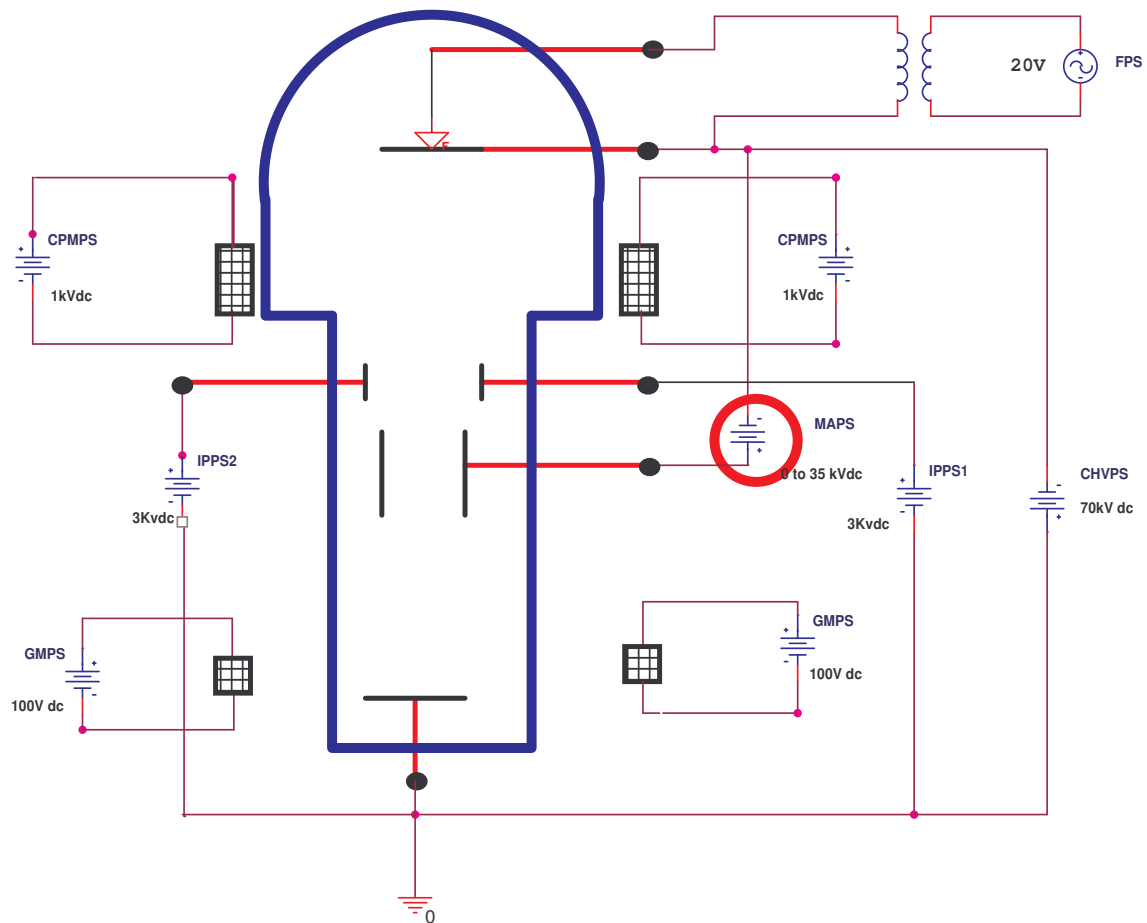 20V
FPS
F
CPMPS
+
-
1kVdc
CPMPS
+
-
1kVdc
MAPS
-
+
0 to 35 kVdc
IPPS2
+
-
3Kvdc
IPPS1
+
-
3Kvdc
CHVPS
-
+
70kV dc
GMPS
+
-
100V dc
GMPS
+
-
100V dc
+
-
0